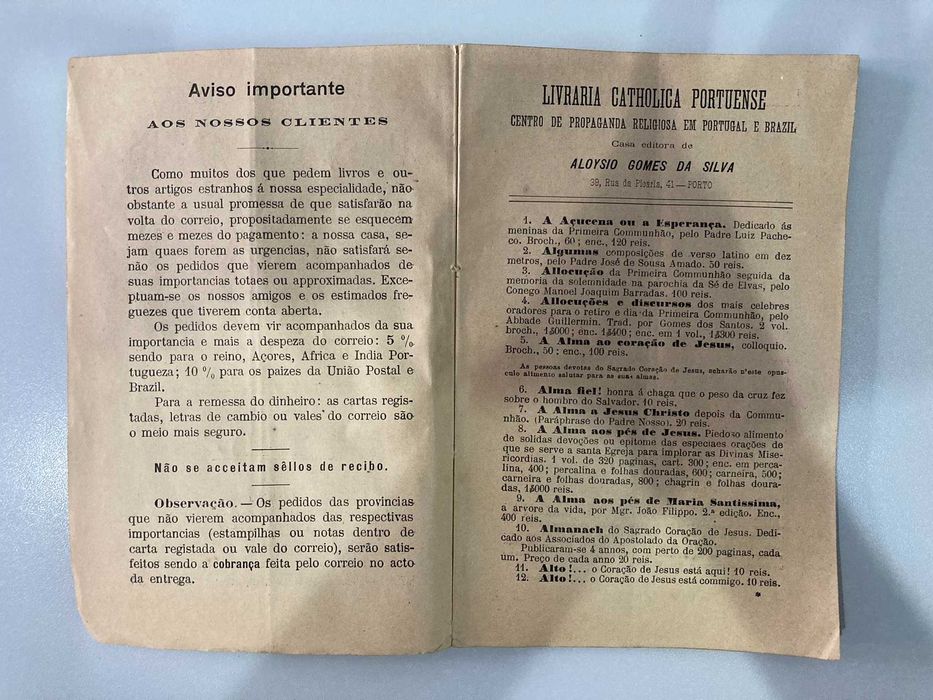 Aviso importante
AOS NOSSOS CLIENTES
Como muitos dos que pedem livros e ou-
tros artigos estranhos á nossa especialidade, não
obstante a usual promessa de que satisfarão na
volta do correio, propositadamente se esquecem
mezes e mezes do pagamento: a nossa casa, se-
jam quaes forem as urgencias, não satisfará se-
não os pedidos que vierem acompanhados de
suas importancias totaes ou approximadas. Exce-
ptuam-se os nossos amigos e os estimados fre-
guezes que tiverem conta aberta.
Os pedidos devem vir acompanhados da sua
importancia e mais a despeza do correio: 5 %
sendo para o reino, Açores, Africa e India Por-
tugueza; 10 % para os paizes da União Postal e
Brazil.
Para a remessa do dinheiro: as cartas regis-
tadas, letras de cambio ou vales do correio são
o meio mais seguro.
Não se acceitam sêllos de recibo.
Observação. — Os pedidos das provincias
que não vierem acompanhados das respectivas
importancias (estampilhas ou notas dentro de
carta registada ou vale do correio), serão satis-
feitos sendo a cobrança feita pelo correio no acto
da entrega.
LIVRARIA CATHOLICA PORTUENSE
CENTRO DE PROPAGANDA RELIGIOSA EM PORTUGAL E BRAZIL
Casa editora de
ALOYSIO GOMES DA SILVA
39, Rua da Picaria, 41 — PORTO
1. A Açucena ou a Esperança. Dedicado ás
meninas da Primeira Communhão, pelo Padre Luiz Pache-
co. Broch., 60; enc., 120 reis.
2. Algumas composições de verso latino em dez
metros, pelo Padre José de Sousa Amado. 50 reis.
3. Allocução da Primeira Communhão seguida da
memoria da solemnidade na parochia da Sé de Elvas, pelo
Conego Manoel Joaquim Barradas. 100 reis.
4. Allocuções e discursos dos mais celebres
oradores para o retiro e dia da Primeira Communhão, pelo
Abbade Guillermin. Trad. por Gomes dos Santos. 2 vol.
broch., 1$000; enc. 1$400; enc. em 1 vol., 1$300 reis.
5. A Alma ao coração de Jesus, colloquio.
Broch., 50; enc., 100 reis.
As pessoas devotas do Sagrado Coração de Jesus, acharão n'este opus-
culo alimento salutar para as suas almas.
6. Alma fiel! honra á chaga que o peso da cruz fez
sobre o hombro do Salvador. 10 reis.
7. A Alma a Jesus Christo depois da Commu-
nhão. (Paráphrase do Padre Nosso). 20 reis.
8. A Alma aos pés de Jesus. Piedoso alimento
de solidas devoções ou epitome das especiaes orações de
que se serve a santa Egreja para implorar as Divinas Mise-
ricordias. 1 vol. de 320 paginas, cart. 300; enc. em perca-
lina, 400; percalina e folhas douradas, 600; carneira, 500;
carneira e folhas douradas, 800; chagrin e folhas doura-
das, 1$000 reis.
9. A Alma aos pés de Maria Santissima,
a arvore da vida, por Mgr. João Filippo. 2.ª edição. Enc.,
400 reis.
10. Almanach do Sagrado Coração de Jesus. Dedi-
cado aos Associados do Apostolado da Oração.
Publicaram-se 4 annos, com perto de 200 paginas, cada
um. Preço de cada anno 20 reis.
11. Alto!... o Coração de Jesus está aqui! 10 reis.
12. Alto!... o Coração de Jesus está commigo. 10 reis.
*